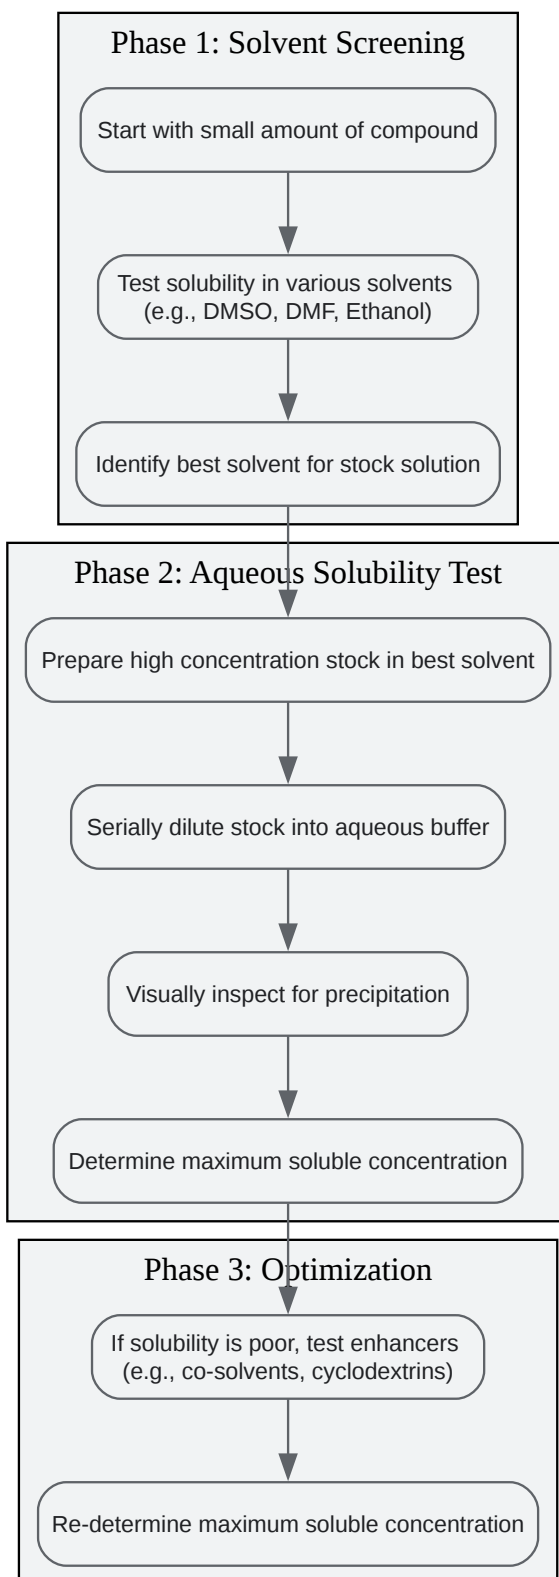 Phase 1: Solvent Screening
Start with small amount of compound
Test solubility in various solvents
(e.g., DMSO, DMF, Ethanol)
Identify best solvent for stock solution
Phase 2: Aqueous Solubility Test
Prepare high concentration stock in best solvent
Serially dilute stock into aqueous buffer
Visually inspect for precipitation
Determine maximum soluble concentration
Phase 3: Optimization
If solubility is poor, test enhancers
(e.g., co-solvents, cyclodextrins)
Re-determine maximum soluble concentration